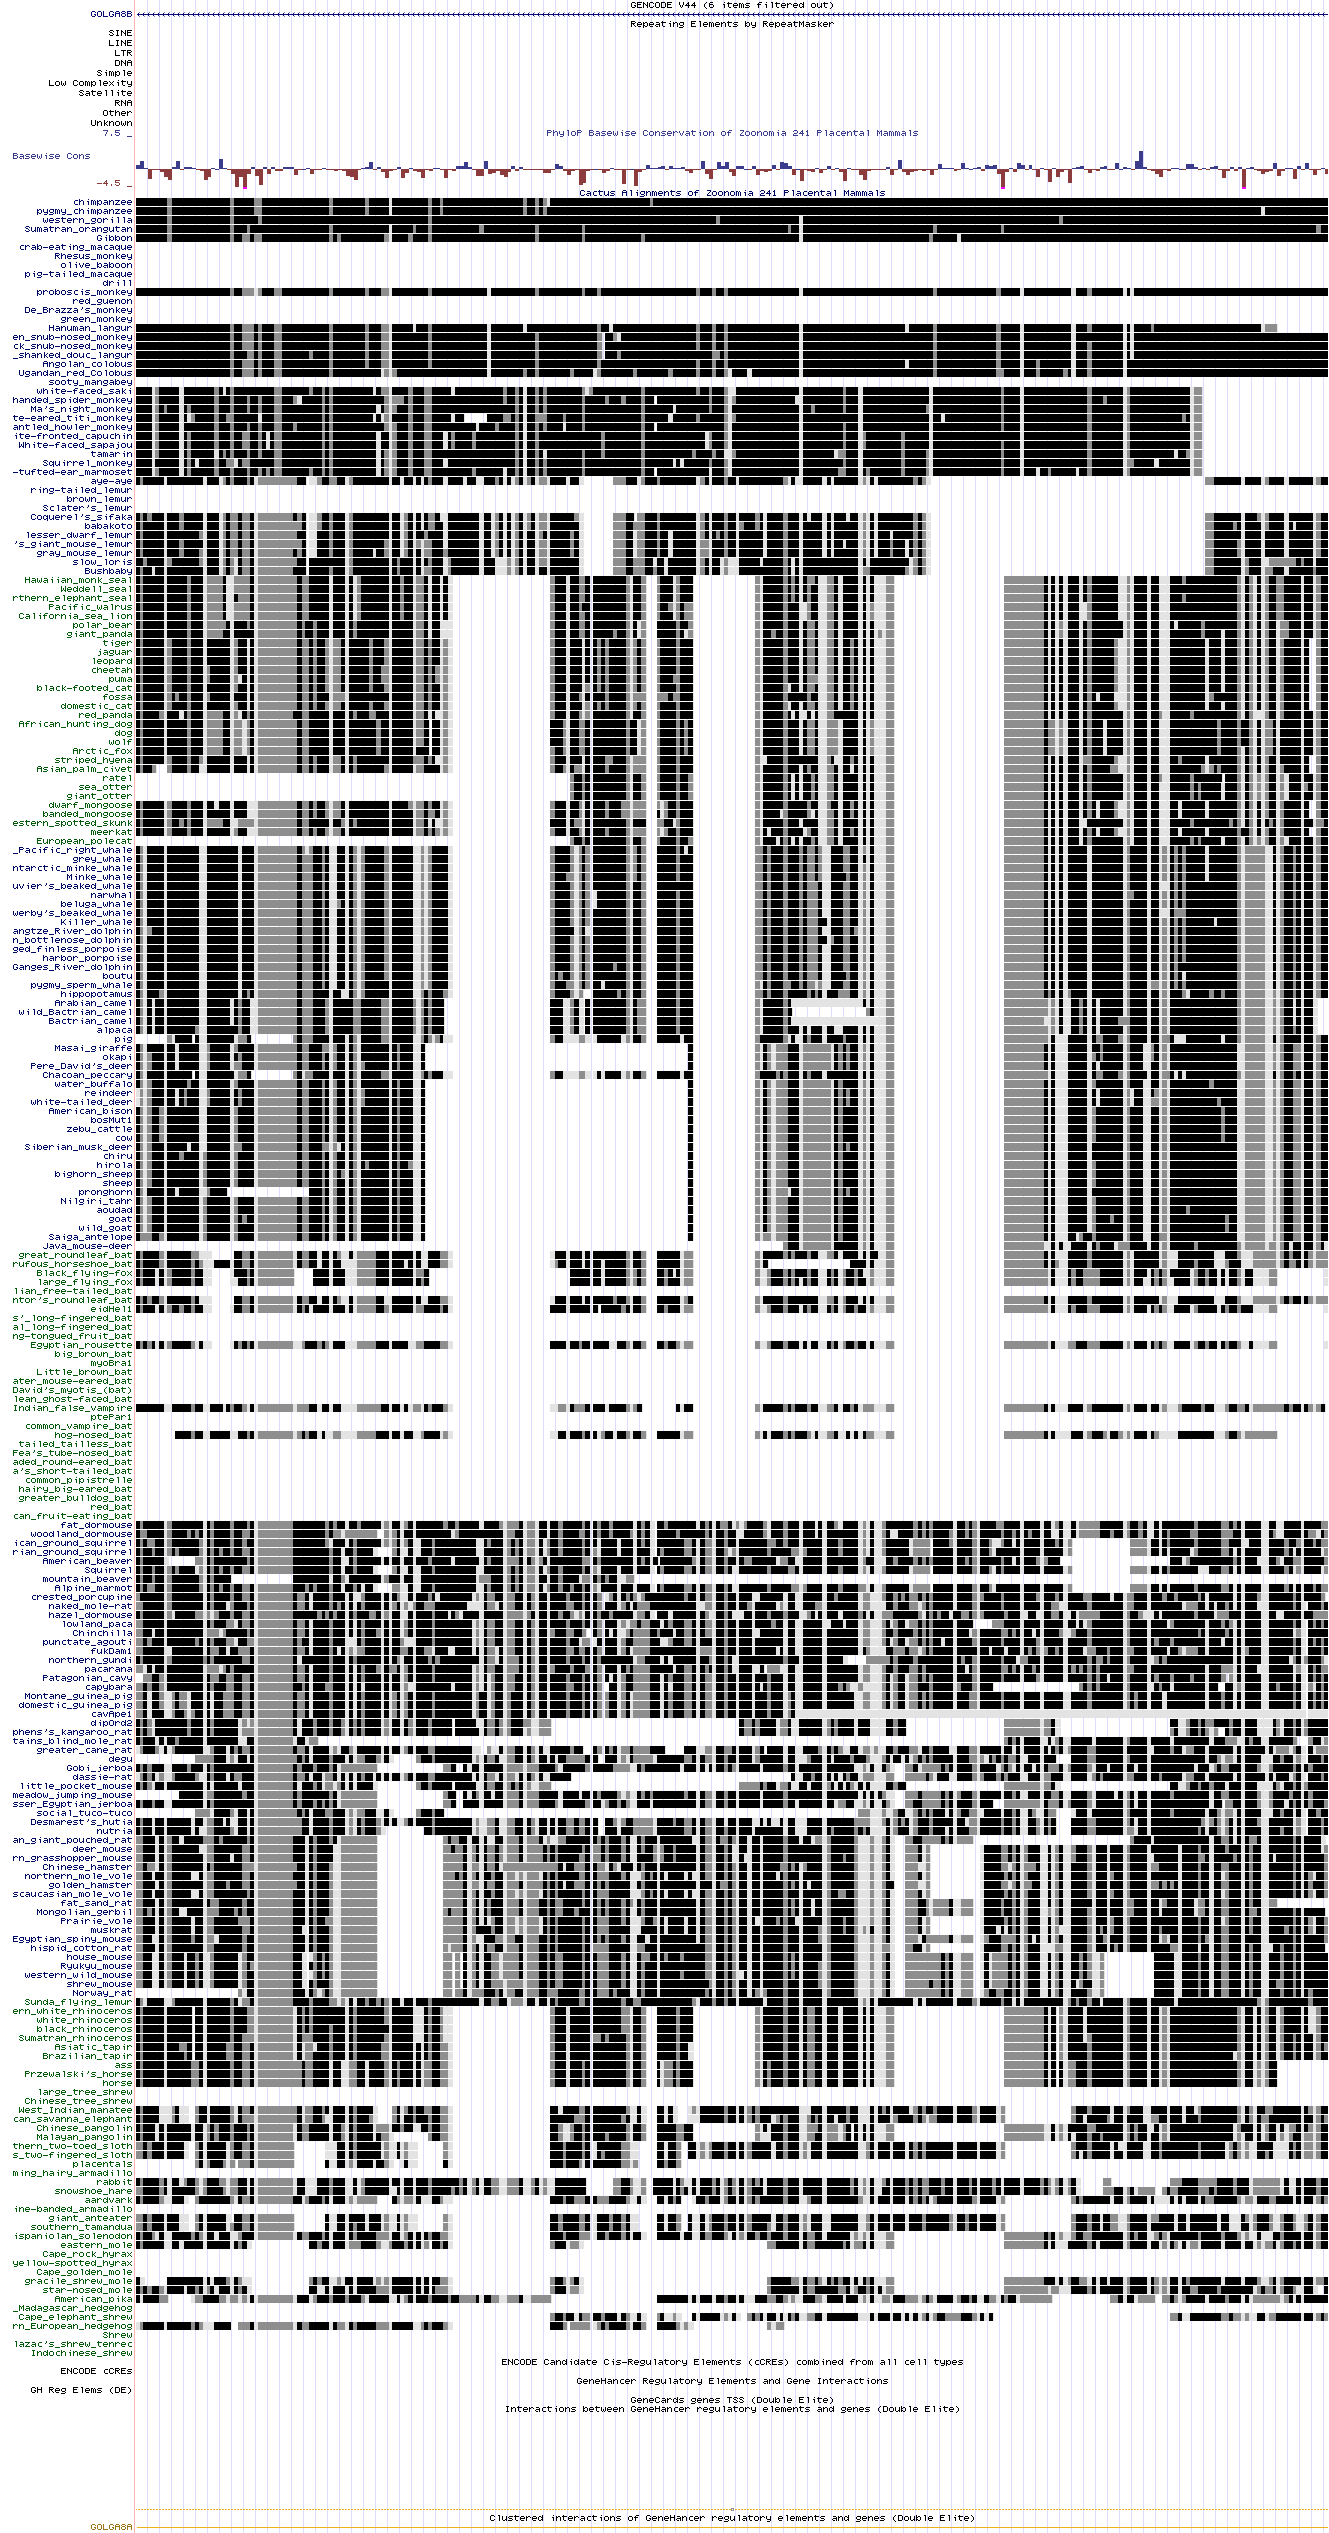 GENCODE V44 (6 items filtered out)
GOLGA8B
Repeating Elements by RepeatMasker
SINE
LINE
LTR
DNA
Simple
Low Complexity
Satellite
RNA
Other
Unknown
7.5 _
PhyloP Basewise Conservation of Zoonomia 241 Placental Mammals
Basewise Cons
-4.5 _
Cactus Alignments of Zoonomia 241 Placental Mammals
chimpanzee
pygmy_chimpanzee
western_gorilla
Sumatran_orangutan
Gibbon
crab-eating_macaque
Rhesus_monkey
olive_baboon
pig-tailed_macaque
drill
proboscis_monkey
red_guenon
De_Brazza's_monkey
green_monkey
Hanuman_langur
en_snub-nosed_monkey
ck_snub-nosed_monkey
_shanked_douc_langur
Angolan_colobus
Ugandan_red_Colobus
sooty_mangabey
white-faced_saki
handed_spider_monkey
Ma's_night_monkey
te-eared_titi_monkey
antled_howler_monkey
ite-fronted_capuchin
White-faced_sapajou
tamarin
Squirrel_monkey
-tufted-ear_marmoset
aye-aye
ring-tailed_lemur
brown_lemur
Sclater's_lemur
Coquerel's_sifaka
babakoto
lesser_dwarf_lemur
's_giant_mouse_lemur
gray_mouse_lemur
slow_loris
Bushbaby
Hawaiian_monk_seal
Weddell_seal
rthern_elephant_seal
Pacific_walrus
California_sea_lion
polar_bear
giant_panda
tiger
jaguar
leopard
cheetah
puma
black-footed_cat
fossa
domestic_cat
red_panda
African_hunting_dog
dog
wolf
Arctic_fox
striped_hyena
Asian_palm_civet
ratel
sea_otter
giant_otter
dwarf_mongoose
banded_mongoose
estern_spotted_skunk
meerkat
European_polecat
_Pacific_right_whale
grey_whale
ntarctic_minke_whale
Minke_whale
uvier's_beaked_whale
narwhal
beluga_whale
werby's_beaked_whale
Killer_whale
angtze_River_dolphin
n_bottlenose_dolphin
ged_finless_porpoise
harbor_porpoise
Ganges_River_dolphin
boutu
pygmy_sperm_whale
hippopotamus
Arabian_camel
Wild_Bactrian_camel
Bactrian_camel
alpaca
pig
Masai_giraffe
okapi
Pere_David's_deer
Chacoan_peccary
water_buffalo
reindeer
white-tailed_deer
American_bison
bosMut1
zebu_cattle
cow
Siberian_musk_deer
chiru
hirola
bighorn_sheep
sheep
pronghorn
Nilgiri_tahr
aoudad
goat
wild_goat
Saiga_antelope
Java_mouse-deer
great_roundleaf_bat
rufous_horseshoe_bat
Black_flying-fox
large_flying_fox
lian_free-tailed_bat
ntor's_roundleaf_bat
eidHel1
s'_long-fingered_bat
al_long-fingered_bat
ng-tongued_fruit_bat
Egyptian_rousette
big_brown_bat
myoBra1
Little_brown_bat
ater_mouse-eared_bat
David's_myotis_(bat)
lean_ghost-faced_bat
Indian_false_vampire
ptePar1
common_vampire_bat
hog-nosed_bat
tailed_tailless_bat
Fea's_tube-nosed_bat
aded_round-eared_bat
a's_short-tailed_bat
common_pipistrelle
hairy_big-eared_bat
greater_bulldog_bat
red_bat
can_fruit-eating_bat
fat_dormouse
woodland_dormouse
ican_ground_squirrel
rian_ground_squirrel
American_beaver
Squirrel
mountain_beaver
Alpine_marmot
crested_porcupine
naked_mole-rat
hazel_dormouse
lowland_paca
Chinchilla
punctate_agouti
fukDam1
northern_gundi
pacarana
Patagonian_cavy
capybara
Montane_guinea_pig
domestic_guinea_pig
cavApe1
dipOrd2
phens's_kangaroo_rat
tains_blind_mole_rat
greater_cane_rat
degu
Gobi_jerboa
dassie-rat
little_pocket_mouse
meadow_jumping_mouse
sser_Egyptian_jerboa
social_tuco-tuco
Desmarest's_hutia
nutria
an_giant_pouched_rat
deer_mouse
rn_grasshopper_mouse
Chinese_hamster
northern_mole_vole
golden_hamster
scaucasian_mole_vole
fat_sand_rat
Mongolian_gerbil
Prairie_vole
muskrat
Egyptian_spiny_mouse
hispid_cotton_rat
house_mouse
Ryukyu_mouse
western_wild_mouse
shrew_mouse
Norway_rat
Sunda_flying_lemur
ern_white_rhinoceros
white_rhinoceros
black_rhinoceros
Sumatran_rhinoceros
Asiatic_tapir
Brazilian_tapir
ass
Przewalski's_horse
horse
large_tree_shrew
Chinese_tree_shrew
West_Indian_manatee
can_savanna_elephant
Chinese_pangolin
Malayan_pangolin
thern_two-toed_sloth
s_two-fingered_sloth
placentals
ming_hairy_armadillo
rabbit
snowshoe_hare
aardvark
ine-banded_armadillo
giant_anteater
southern_tamandua
ispaniolan_solenodon
eastern_mole
Cape_rock_hyrax
yellow-spotted_hyrax
Cape_golden_mole
gracile_shrew_mole
star-nosed_mole
American_pika
_Madagascar_hedgehog
Cape_elephant_shrew
rn_European_hedgehog
Shrew
lazac's_shrew_tenrec
Indochinese_shrew
ENCODE Candidate Cis-Regulatory Elements (cCREs) combined from all cell types
ENCODE cCREs
GeneHancer Regulatory Elements and Gene Interactions
GH Reg Elems (DE)
GeneCards genes TSS (Double Elite)
Interactions between GeneHancer regulatory elements and genes (Double Elite)
Clustered interactions of GeneHancer regulatory elements and genes (Double Elite)
GOLGA8A